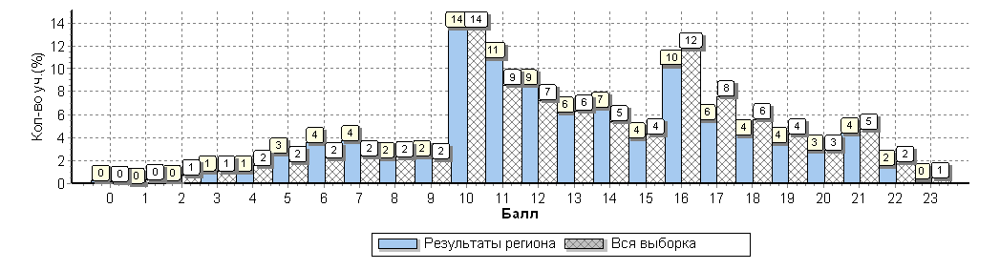 Кол-во уч.(%)
14
12
10
8
6
4
2
0
0 0 0 0 0 1 1 1 1 2 3 2 4 2 4 2 2 2 2 2 14 14 11 9 9 7 6 6 7 5 4 4 10 12 6 8 4 6 4 4 3 3 4 5 2 2 0 1
0 1 2 3 4 5 6 7 8 9 10 11 12 13 14 15 16 17 18 19 20 21 22 23
Балл
Результаты региона Вся выборка